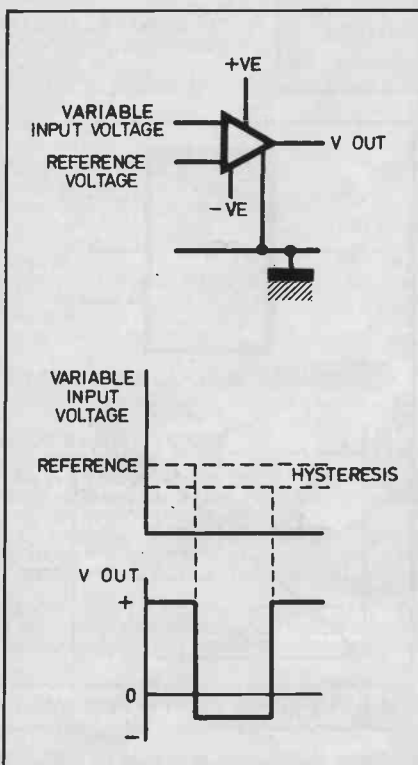 +VE
VARIABLE
INPUT VOLTAGE
V OUT
REFERENCE
VOLTAGE
-VE
VARIABLE
INPUT
VOLTAGE
REFERENCE
HYSTERESIS
V OUT
+
0
-